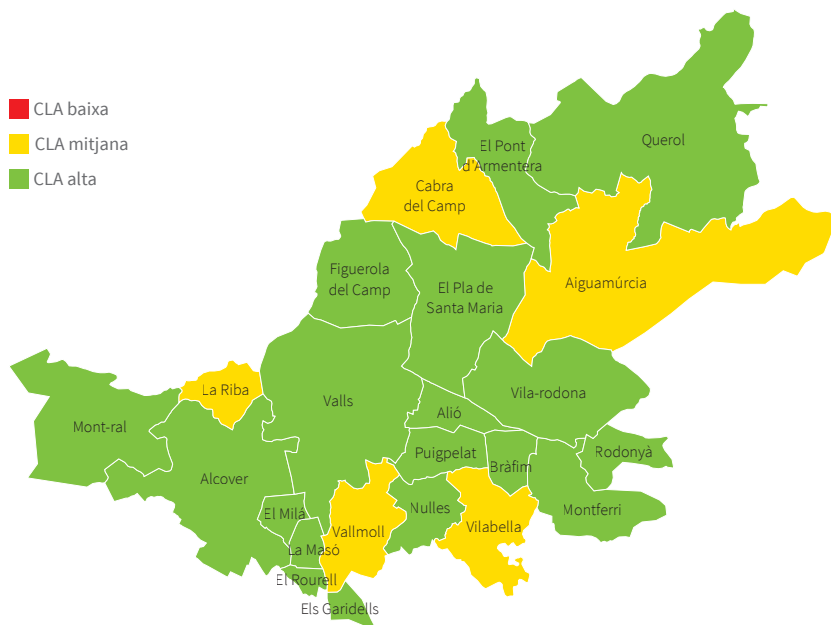 CLA baixa
CLA mitjana
CLA alta
Querol
El Pont
d'Armentera
Cabra
del Camp
Figuerola
del Camp
El Pla de
Santa Maria
Aiguamúrcia
La Riba
Valls
Vila-rodona
Mont-ral
Alió
Puigpelat
Bràfim
Rodonyà
Alcover
El Milá
Vallmoll
Nulles
Vilabella
Montferri
La Masó
El Rourell
Els Garidells